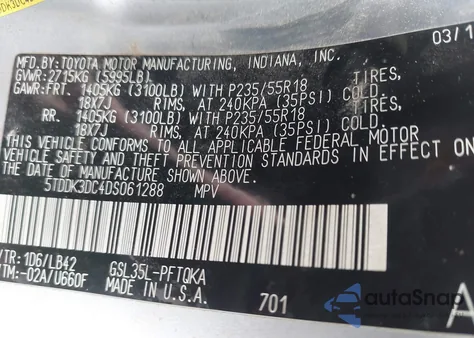 MFD. BY: TOYOTA MOTOR MANUFACTURING, INDIANA, INC. 03/1
GVWR: 2715KG (5995LB)
GAWR: FRT. 1405KG (3100LB) WITH P235/55R18 TIRES,
18X7J RIMS, AT 240KPA (35PSI) COLD.
RR. 1405KG (3100LB) WITH P235/55R18 TIRES,
18X7J RIMS, AT 240KPA (35PSI) COLD.
THIS VEHICLE CONFORMS TO ALL APPLICABLE FEDERAL MOTOR
VEHICLE SAFETY AND THEFT PREVENTION STANDARDS IN EFFECT ON
THE DATE OF MANUFACTURE SHOWN ABOVE.
5TDDK3DC4DS061288 MPV
/TR: 1D6/LB42 GSL35L-PFTQKA
/TM: -02A/U660F MADE IN U.S.A. 701 A
autoSnap